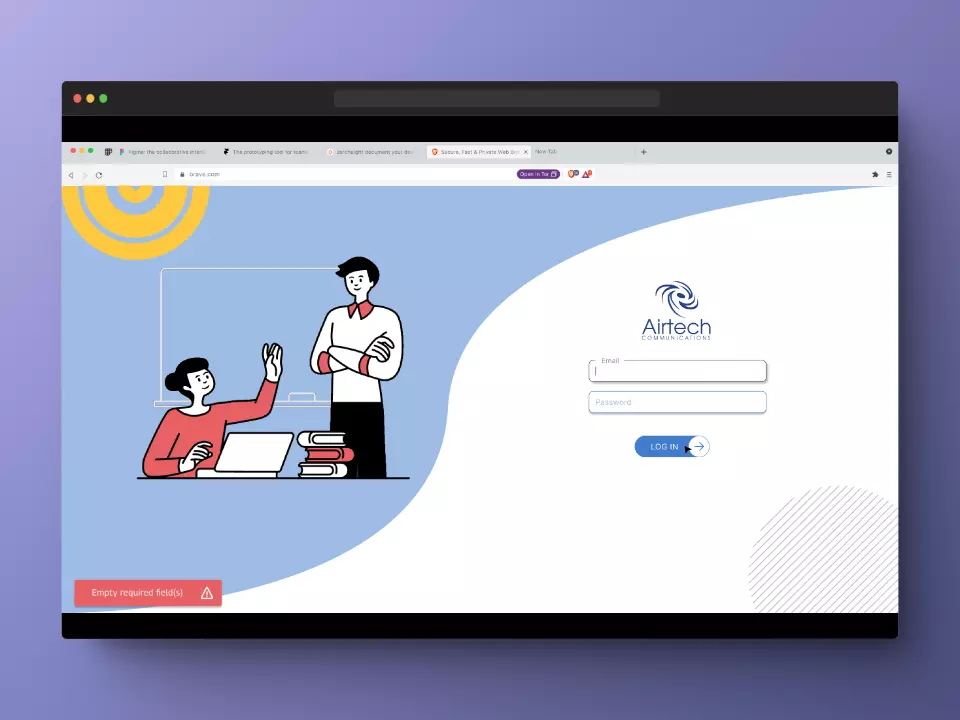 Figma: the collaborative interf
The prototyping tool for teams
Secure, Fast & Private Web Bro
New Tab
brave.com
Open in Tor
Airtech
COMMUNICATIONS
Email
Password
LOG IN
Empty required field(s)